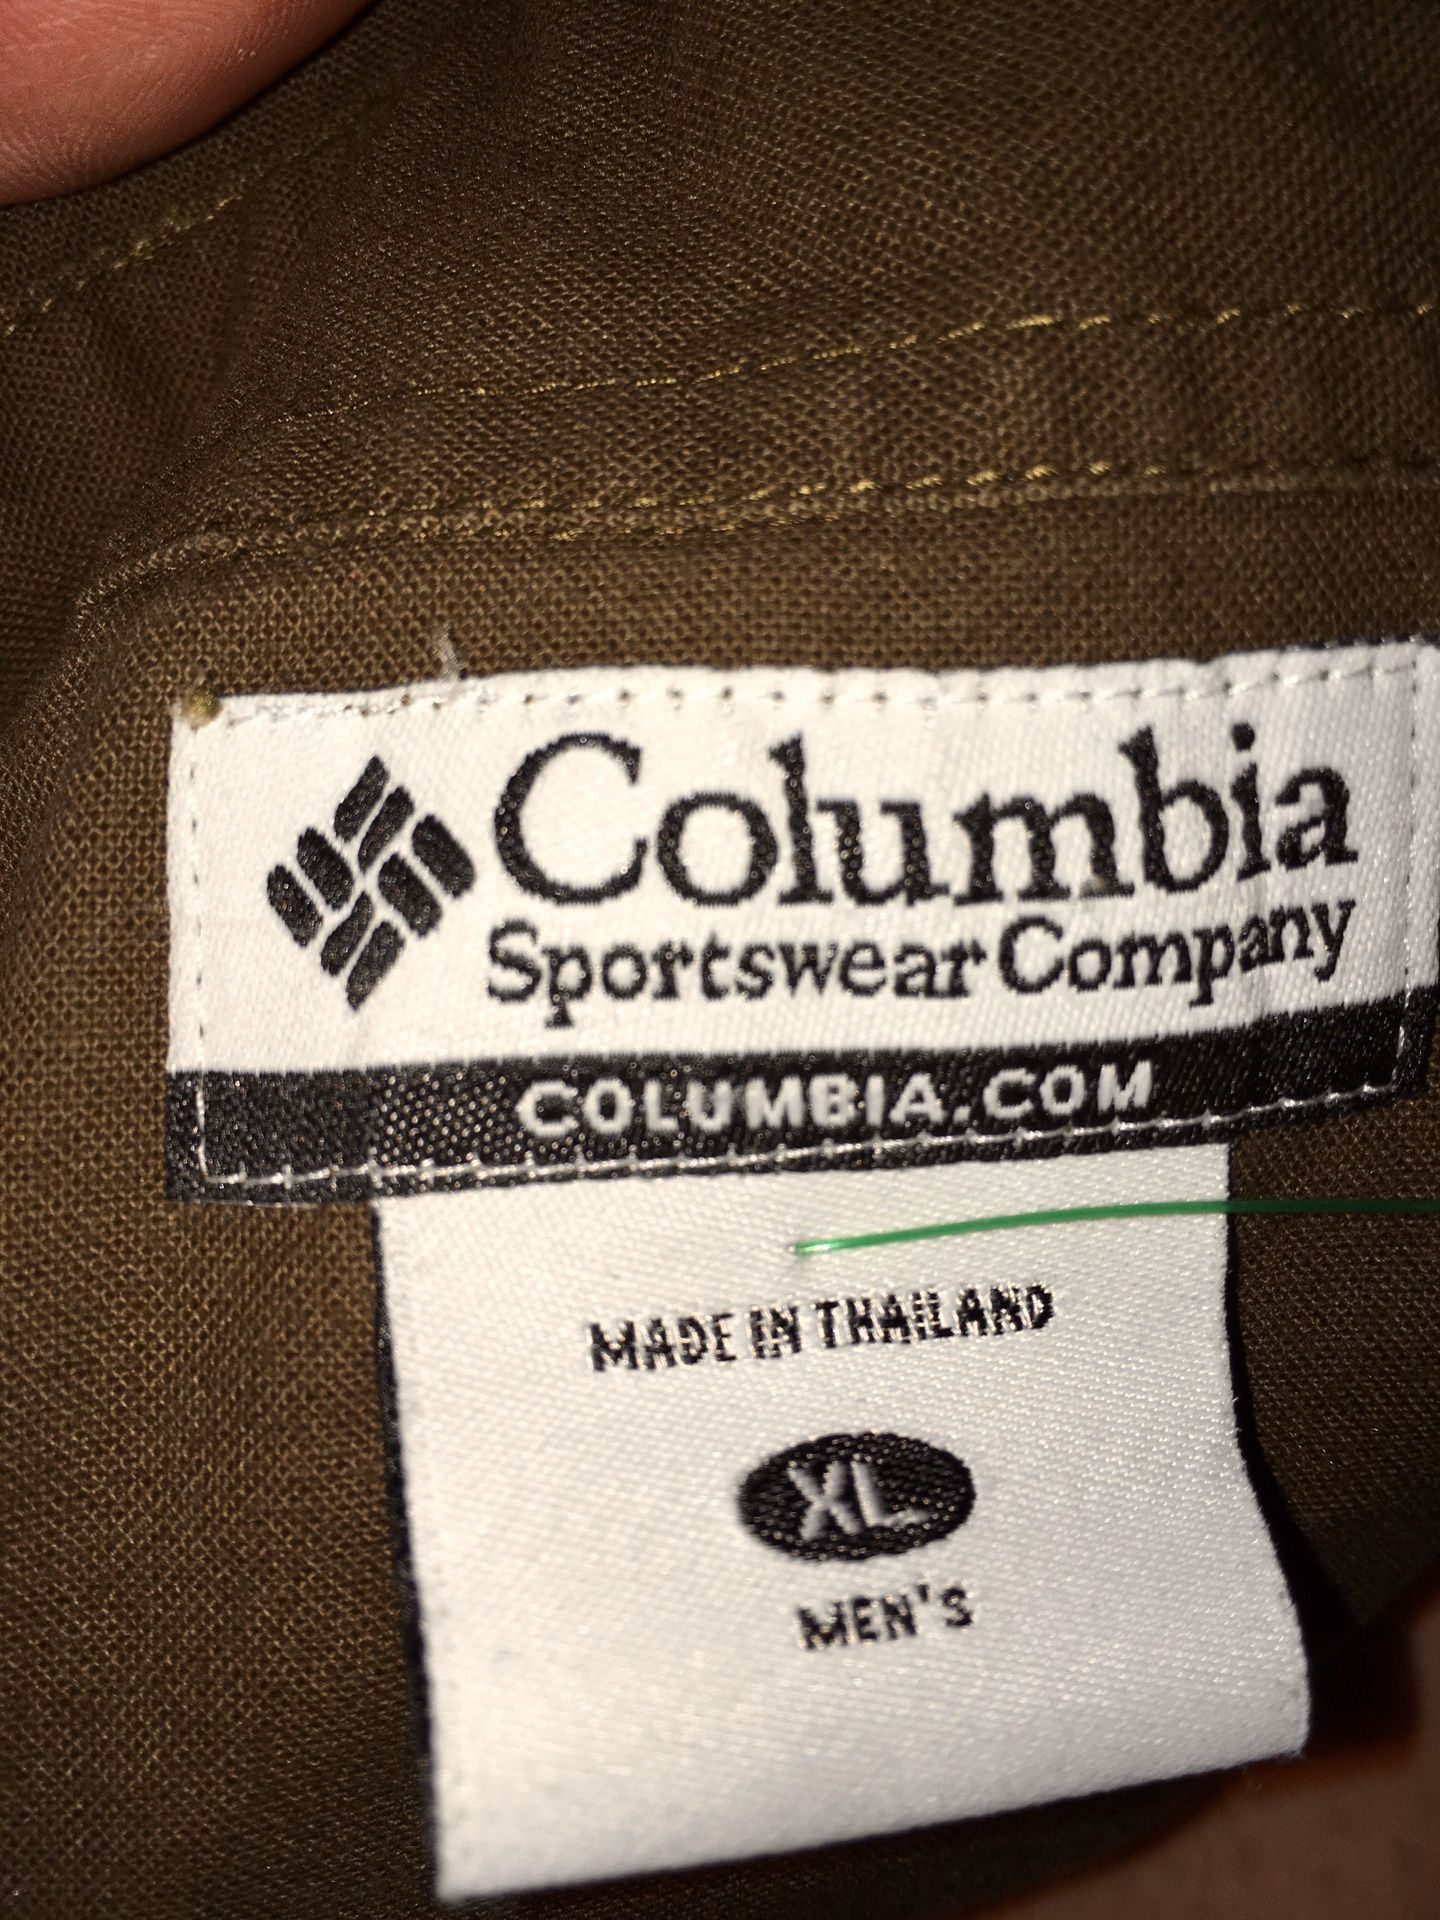 Columbia
Sportswear Company
COLUMBIA.COM
MADE IN THAILAND
XL
MEN'S